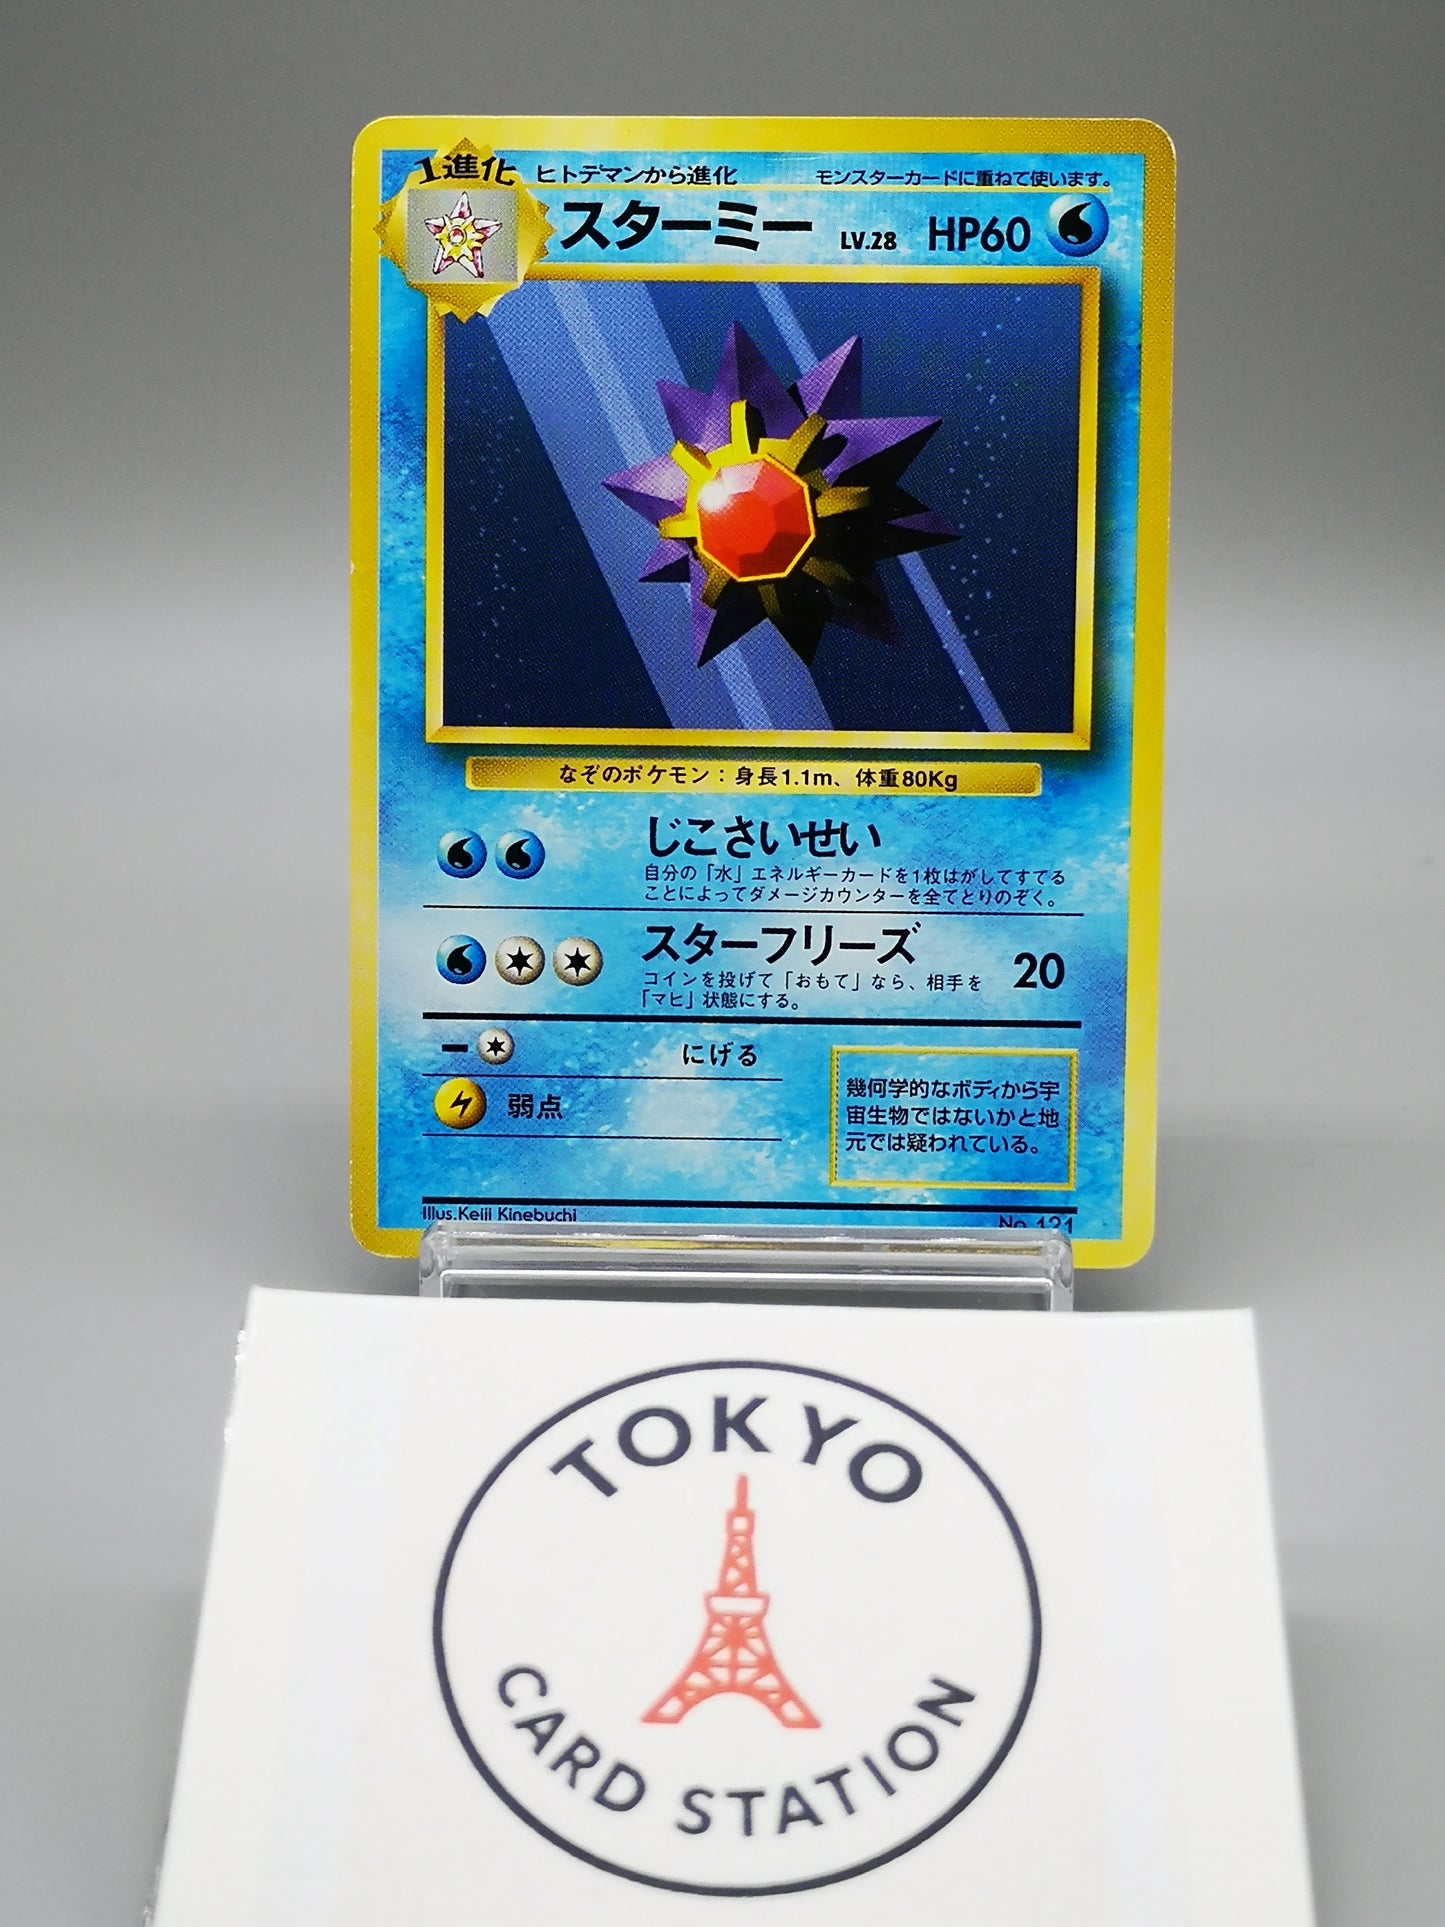 1進化
ヒトデマンから進化
モンスターカードに重ねて使います。
スターミー LV.28 HP60
なぞのポケモン：身長1.1m、体重80Kg
じこさいせい
自分の「水」エネルギーカードを1枚はがしてすてる
ことによってダメージカウンターを全てとりのぞく。
スターフリーズ 20
コインを投げて「おもて」なら、相手を
「マヒ」状態にする。
にげる
弱点
幾何学的なボディから宇
宙生物ではないかと地
元では疑われている。
Illus.Keiji Kinebuchi
No. 121
TOKYO
CARD STATION